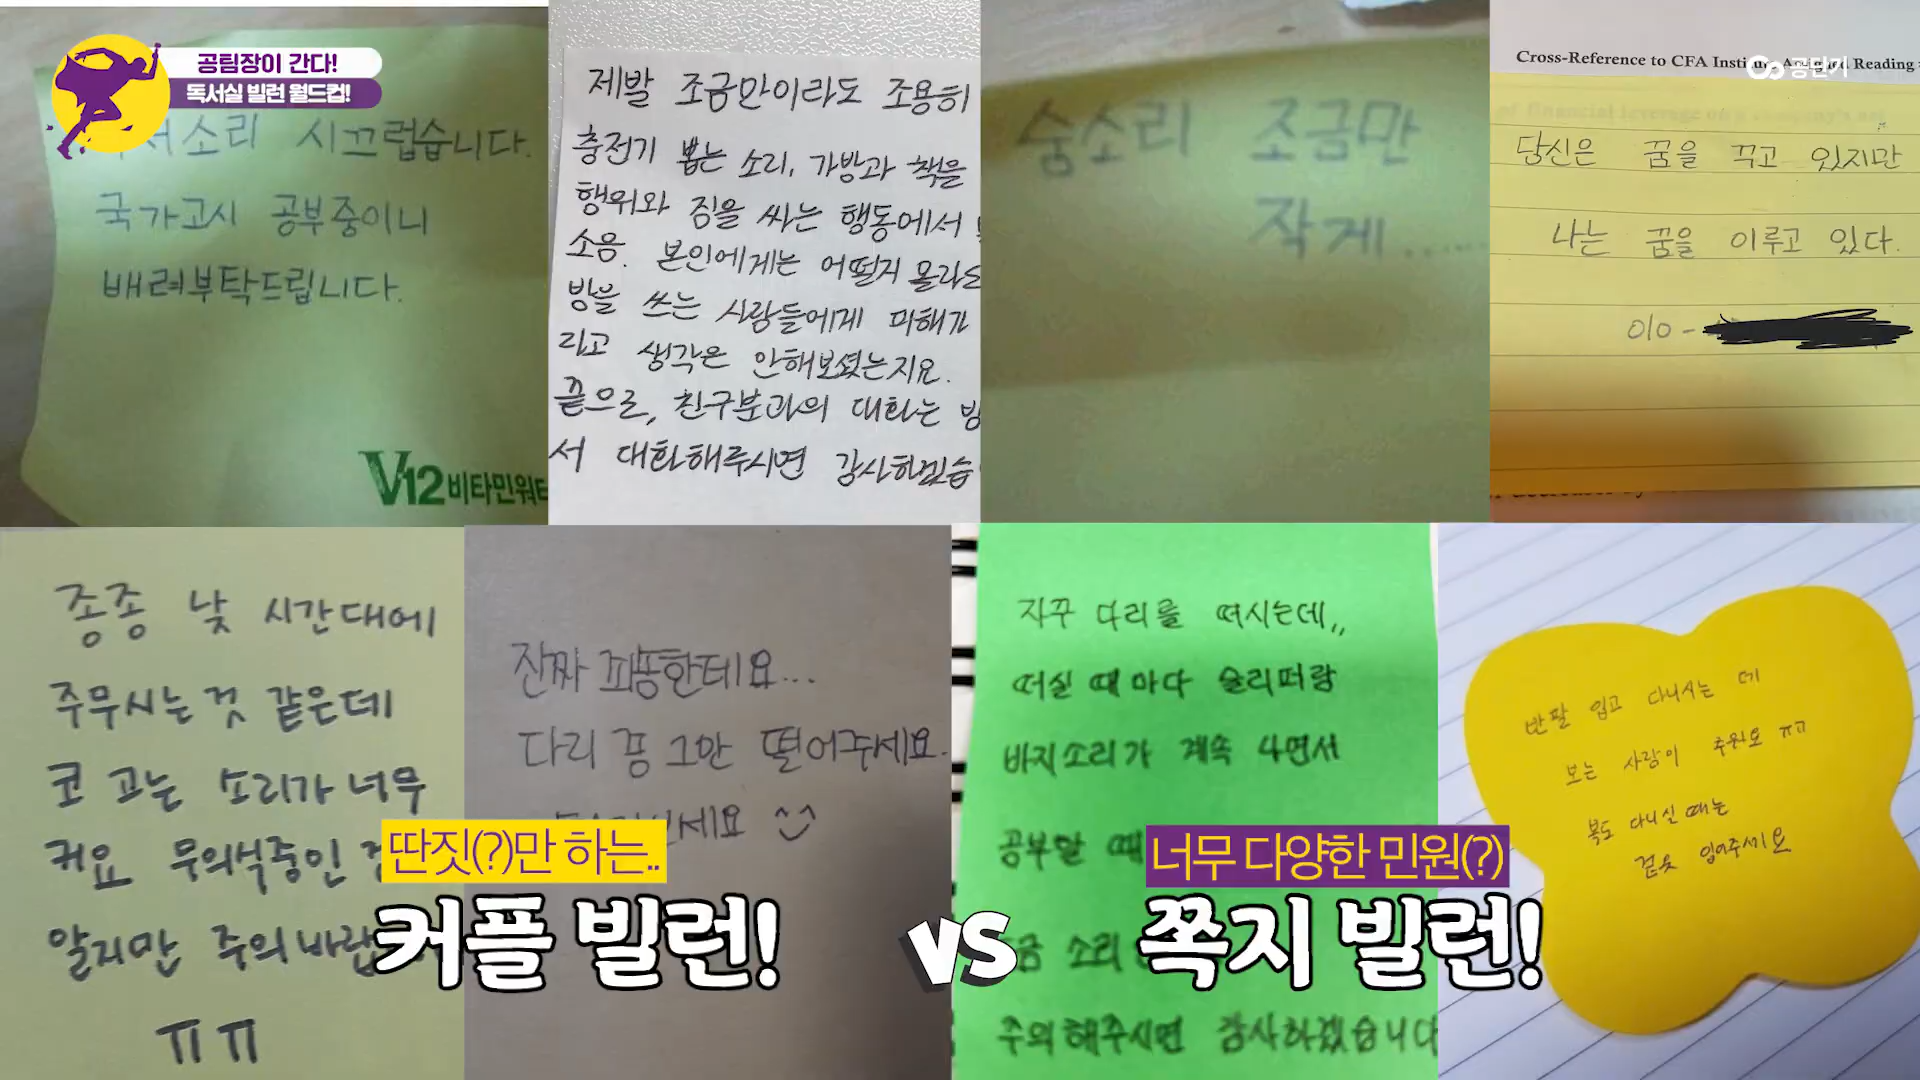 공팀장이 간다!
독서실 빌런 월드컵!
공단기
소리 시끄럽습니다.
국가고시 공부중이니
배려부탁드립니다.
V12 비타민워터
제발 조금만이라도 조용히
충전기 뽑는 소리, 가방과 책을
행위와 짐을 싸는 행동에서
소음. 본인에게는 어떨지 몰라도
방을 쓰는 사람들에게 피해가
리고 생각은 안해보셨는지요.
끝으로, 친구분과의 대화는
서 대화해주시면 감사하겠습
숨소리 조금만
작게......
Cross-Reference to CFA Institute Assigned Reading
of financial leverage on a company's
당신은 꿈을 꾸고 있지만
나는 꿈을 이루고 있다.
010-
종종 낮 시간대에
주무시는 것 같은데
코 고는 소리가 너무
커요 무의식중인
알지만 주의 바랍
ㅠㅠ
진짜 죄송한데요...
다리 좀 그만 떨어주세요.
세요 ^^
자꾸 다리를 떠시는데,,
떠실 때마다 슬리퍼랑
바지소리가 계속 나면서
공부할 때
금 소리
주의해주시면 감사하겠습니다
반팔 입고 다니시는 데
보는 사람이 추워요 ㅠㅠ
복도 다니실 때는
겉옷 입어주세요
딴짓(?)만 하는..
커플 빌런!
VS
너무 다양한 민원(?)
쪽지 빌런!